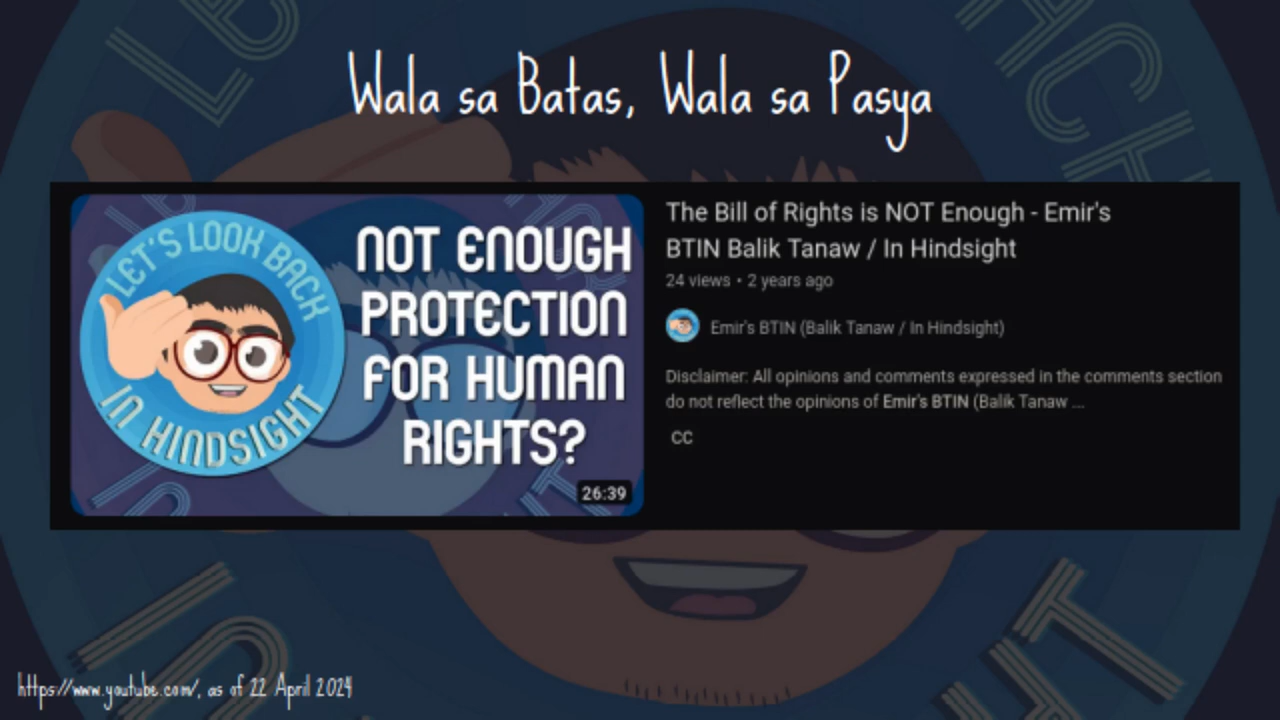 Wala sa Batas, Wala sa Pasya
LET'S LOOK BACK
IN HINDSIGHT
NOT ENOUGH
PROTECTION
FOR HUMAN
RIGHTS?
26:39
The Bill of Rights is NOT Enough - Emir's
BTIN Balik Tanaw / In Hindsight
24 views • 2 years ago
Emir's BTIN (Balik Tanaw / In Hindsight)
Disclaimer: All opinions and comments expressed in the comments section
do not reflect the opinions of Emir's BTIN (Balik Tanaw ...
CC
https://www.youtube.com/, as of 22 April 2024